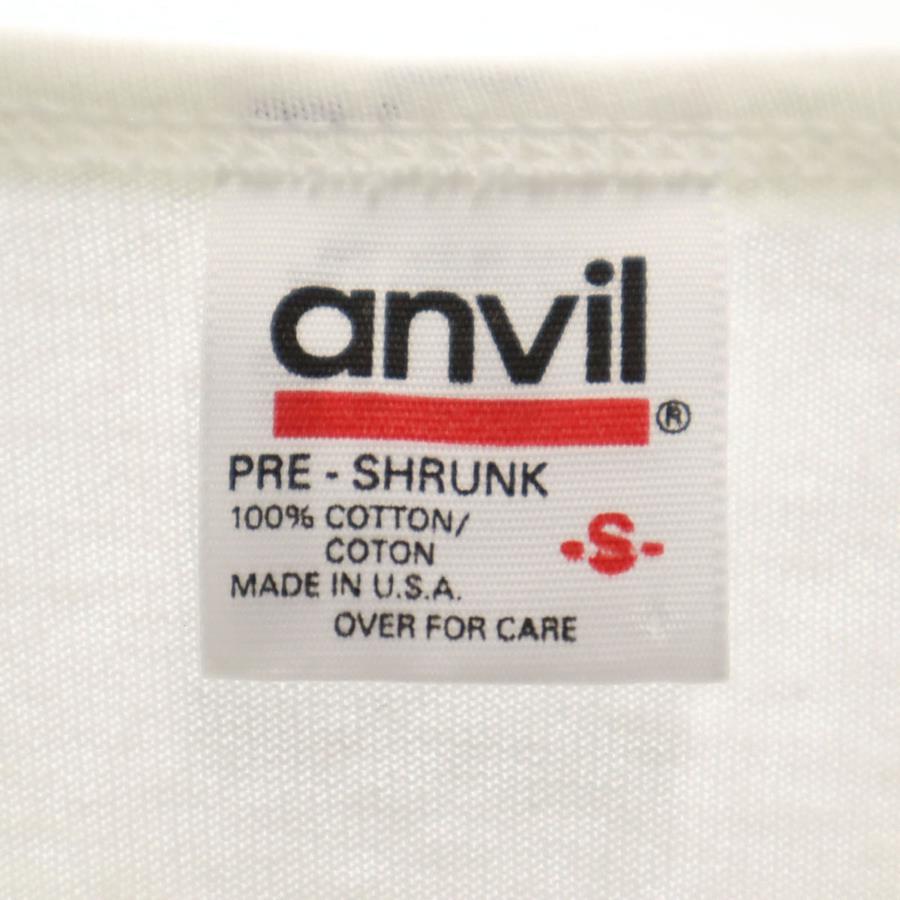 anvil
®
PRE - SHRUNK
100% COTTON/
COTON
-S-
MADE IN U.S.A.
OVER FOR CARE